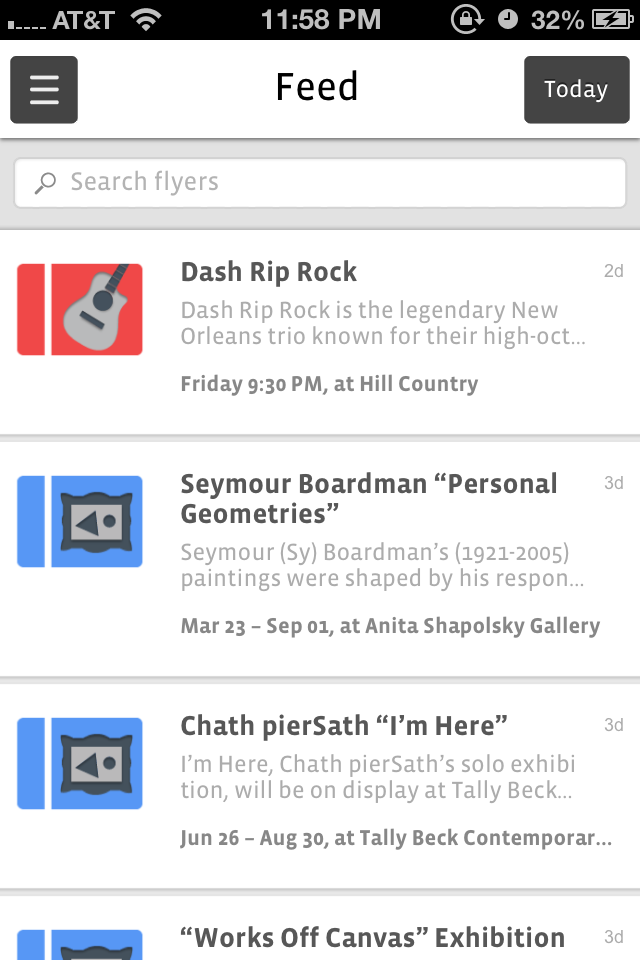 AT&T 11:58 PM 32%
Feed
Today
Search flyers
Dash Rip Rock 2d
Dash Rip Rock is the legendary New
Orleans trio known for their high-oct...
Friday 9:30 PM, at Hill Country
Seymour Boardman “Personal 3d
Geometries”
Seymour (Sy) Boardman’s (1921-2005)
paintings were shaped by his respon...
Mar 23 – Sep 01, at Anita Shapolsky Gallery
Chath pierSath “I’m Here” 3d
I’m Here, Chath pierSath’s solo exhibi
tion, will be on display at Tally Beck...
Jun 26 – Aug 30, at Tally Beck Contemporar...
“Works Off Canvas” Exhibition 3d